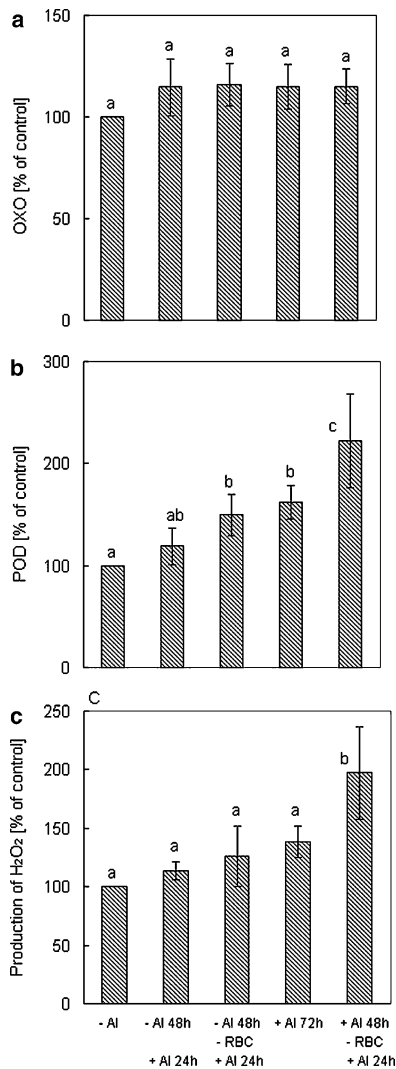 a
150
100
50
0
OXO [% of control]
a a a a a
b
300
200
100
0
POD [% of control]
a ab b b c
C
c
250
200
150
100
50
0
Production of H₂O₂ [% of control]
a a a a b
- Al - Al 48h - Al 48h + Al 72h + Al 48h
- RBC - RBC
+ Al 24h + Al 24h + Al 24h